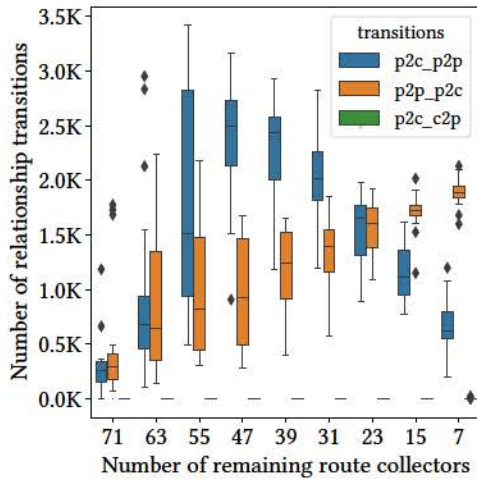 3.5K
3.0K
2.5K
2.0K
1.5K
1.0K
0.5K
0.0K
Number of relationship transitions
transitions
p2c_p2p
p2p_p2c
p2c_c2p
71 63 55 47 39 31 23 15 7
Number of remaining route collectors